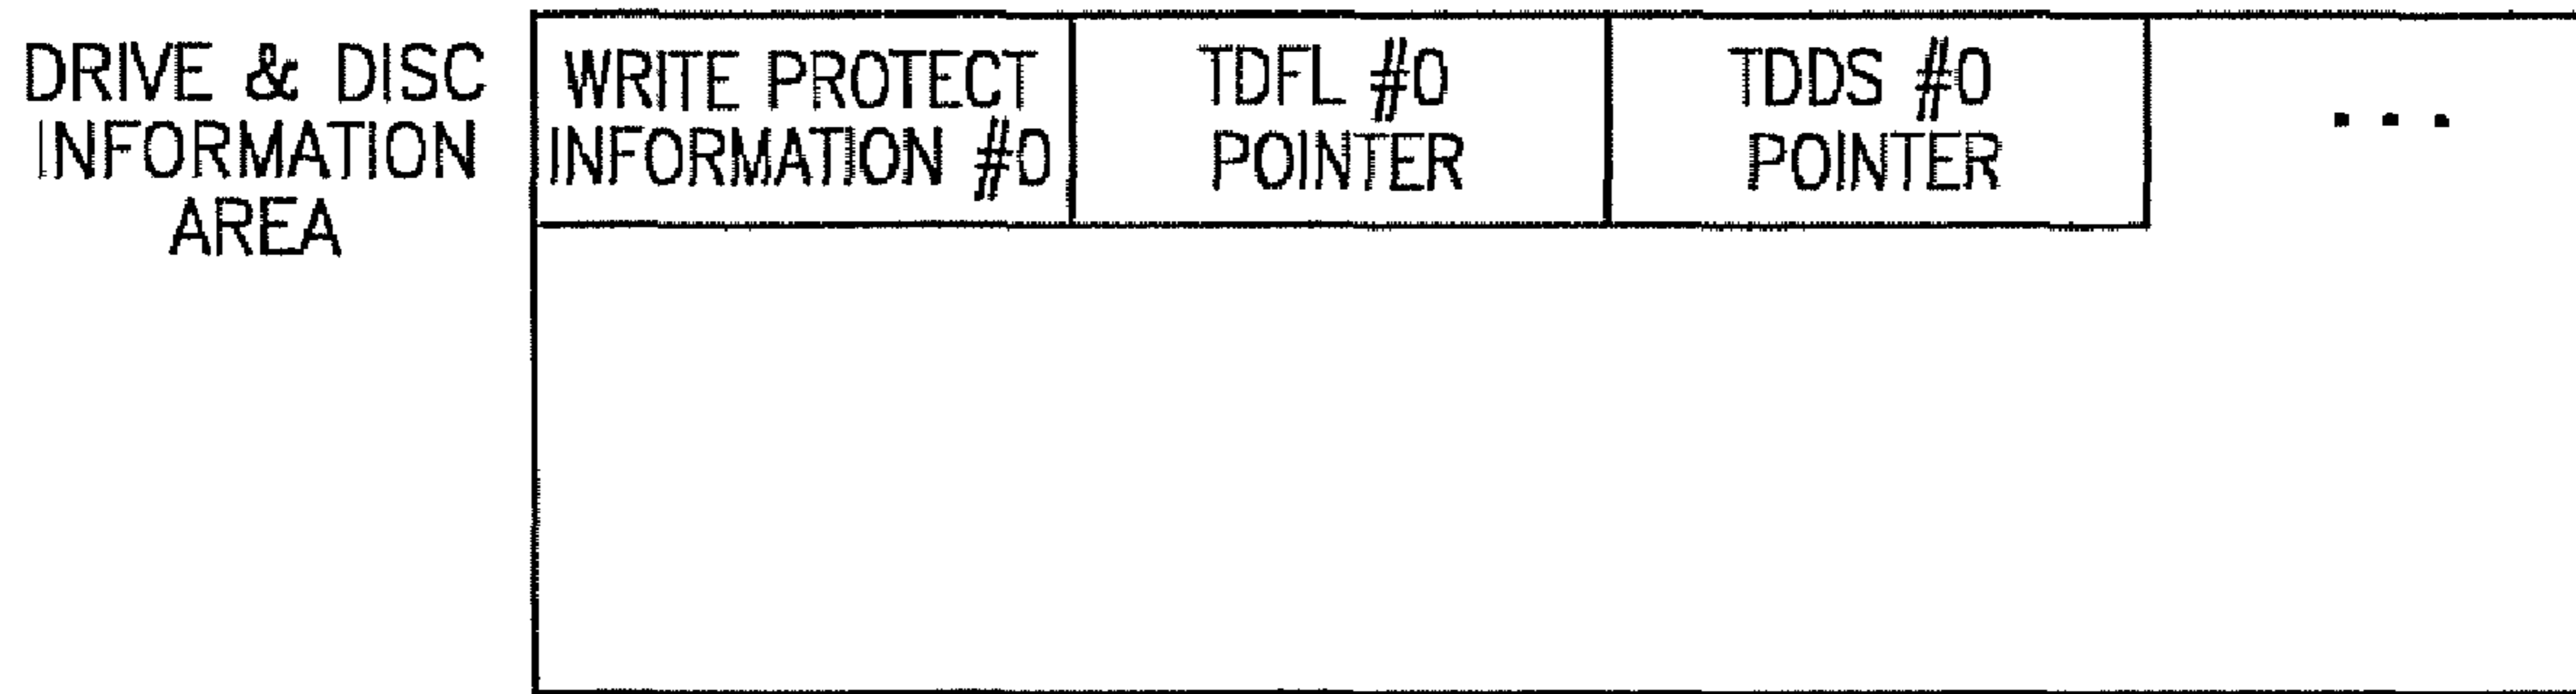 DRIVE & DISC
INFORMATION
AREA
WRITE PROTECT
INFORMATION #0
TDFL #0
POINTER
TDDS #0
POINTER
...